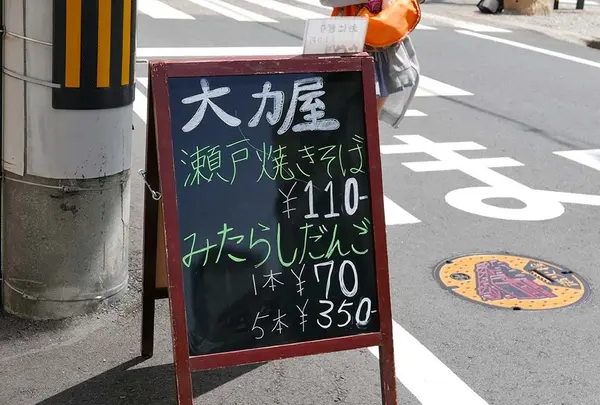 大力屋
瀬戸焼きそば
¥110-
みたらしだんご
1本¥70
5本¥350-